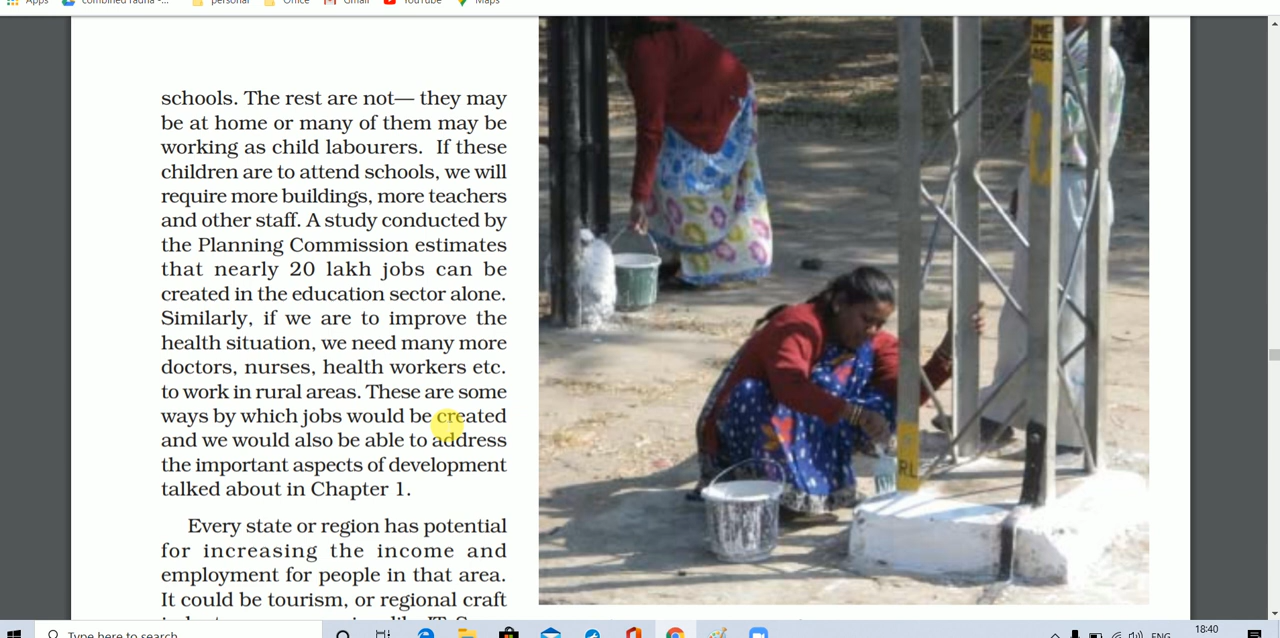 Apps
combined radha -...
personal
Office
Gmail
YouTube
Maps
schools. The rest are not— they may
be at home or many of them may be
working as child labourers. If these
children are to attend schools, we will
require more buildings, more teachers
and other staff. A study conducted by
the Planning Commission estimates
that nearly 20 lakh jobs can be
created in the education sector alone.
Similarly, if we are to improve the
health situation, we need many more
doctors, nurses, health workers etc.
to work in rural areas. These are some
ways by which jobs would be created
and we would also be able to address
the important aspects of development
talked about in Chapter 1.
Every state or region has potential
for increasing the income and
employment for people in that area.
It could be tourism, or regional craft
RL
Type here to search
ENG
18:40